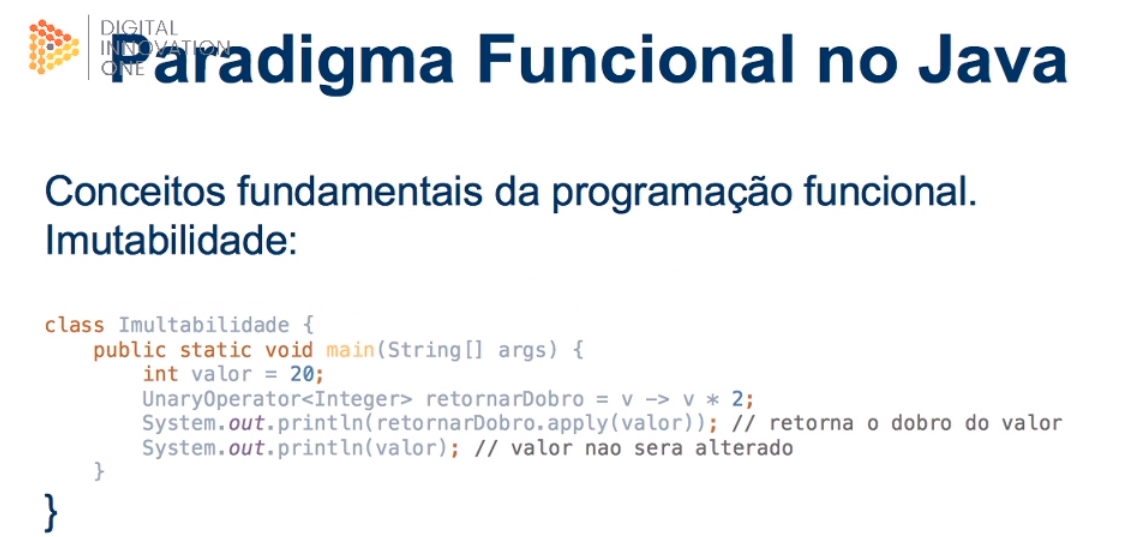 DIGITAL
INNOVATION
ONE
Paradigma Funcional no Java
Conceitos fundamentais da programação funcional.
Imutabilidade:
class Imultabilidade {
    public static void main(String[] args) {
        int valor = 20;
        UnaryOperator<Integer> retornarDobro = v -> v * 2;
        System.out.println(retornarDobro.apply(valor)); // retorna o dobro do valor
        System.out.println(valor); // valor nao sera alterado
    }
}